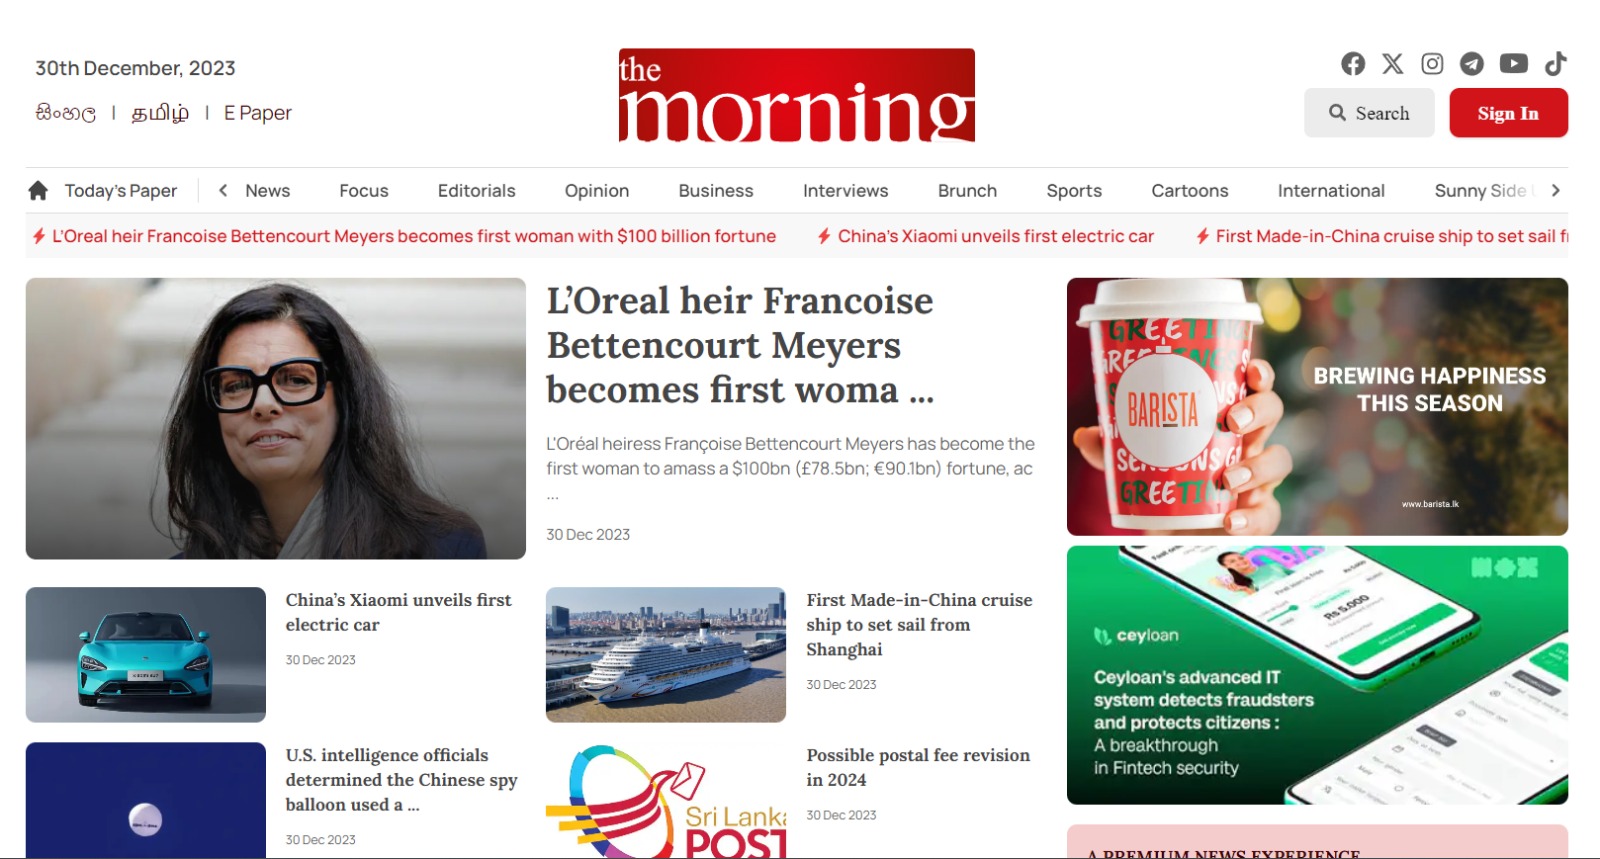 30th December, 2023
සිංහල | தமிழ் | E Paper
the
morning
Search
Sign In
Today's Paper
News
Focus
Editorials
Opinion
Business
Interviews
Brunch
Sports
Cartoons
International
Sunny Side
L'Oreal heir Francoise Bettencourt Meyers becomes first woman with $100 billion fortune
China's Xiaomi unveils first electric car
First Made-in-China cruise ship to set sail
L'Oreal heir Francoise
Bettencourt Meyers
becomes first woma ...
L'Oréal heiress Françoise Bettencourt Meyers has become the
first woman to amass a $100bn (£78.5bn; €90.1bn) fortune, ac
...
30 Dec 2023
China's Xiaomi unveils first
electric car
30 Dec 2023
First Made-in-China cruise
ship to set sail from
Shanghai
30 Dec 2023
U.S. intelligence officials
determined the Chinese spy
balloon used a ...
30 Dec 2023
Sri Lanka
POST
Possible postal fee revision
in 2024
30 Dec 2023
GREETINGS
BARISTA
GREETIN
BREWING HAPPINESS
THIS SEASON
www.barista.lk
Rs 5,000
ceyloan
Ceyloan's advanced IT
system detects fraudsters
and protects citizens :
A breakthrough
in Fintech security
A PREMIUM NEWS EXPERIENCE